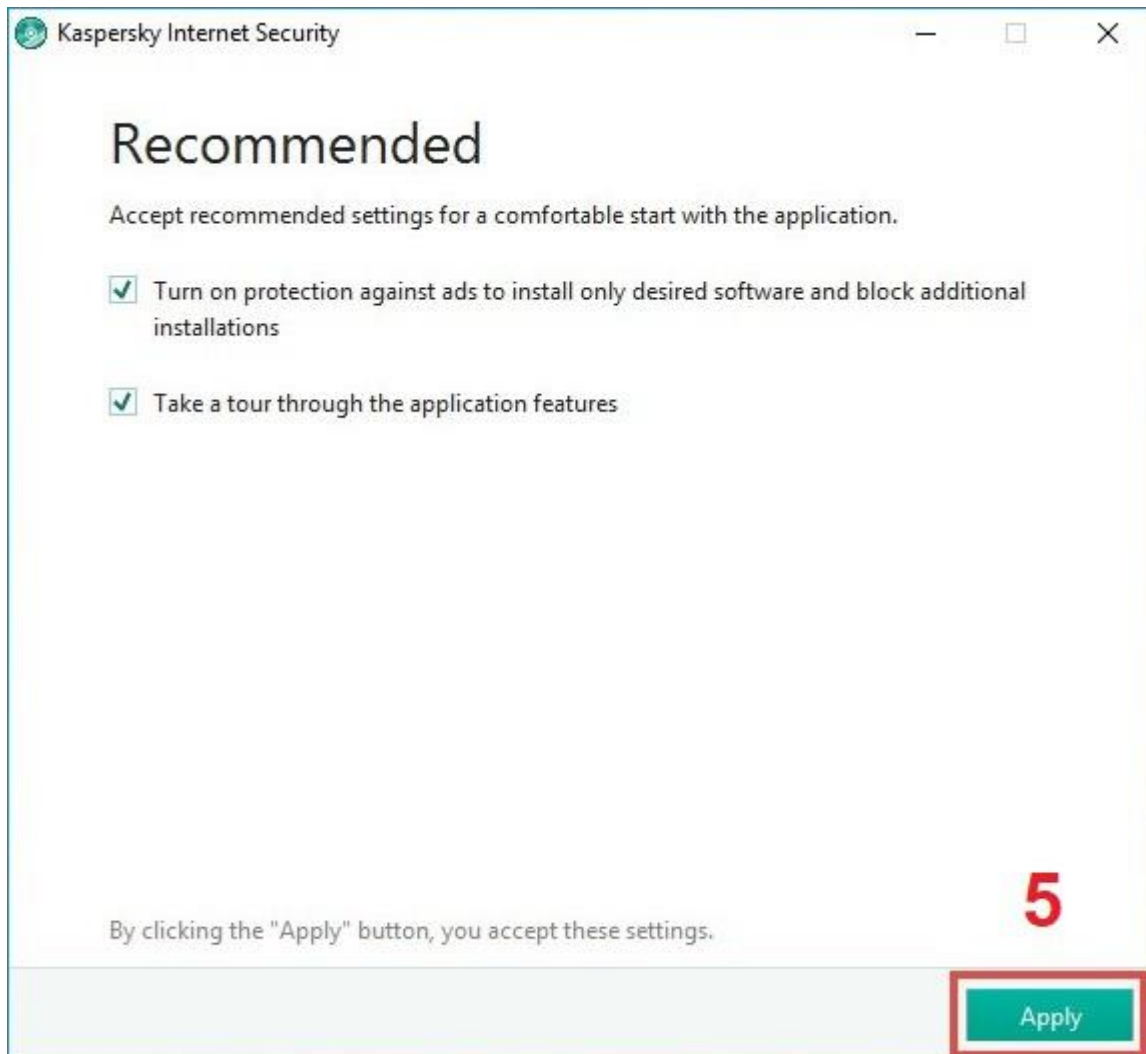 Kaspersky Internet Security
Recommended
Accept recommended settings for a comfortable start with the application.
Turn on protection against ads to install only desired software and block additional
installations
Take a tour through the application features
5
By clicking the "Apply" button, you accept these settings.
Apply